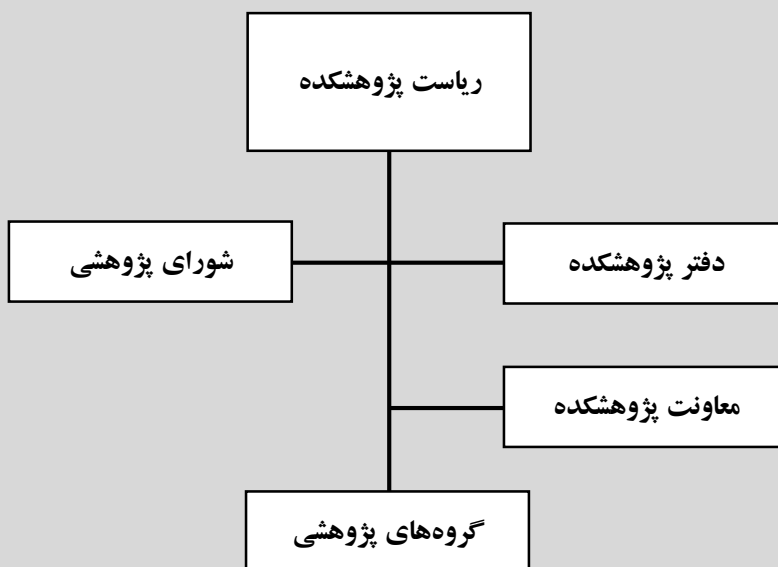 ریاست پژوهشکده
دفتر پژوهشکده
شورای پژوهشی
معاونت پژوهشکده
گروه‌های پژوهشی